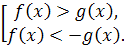 f(x) > g(x),
f(x) < −g(x).